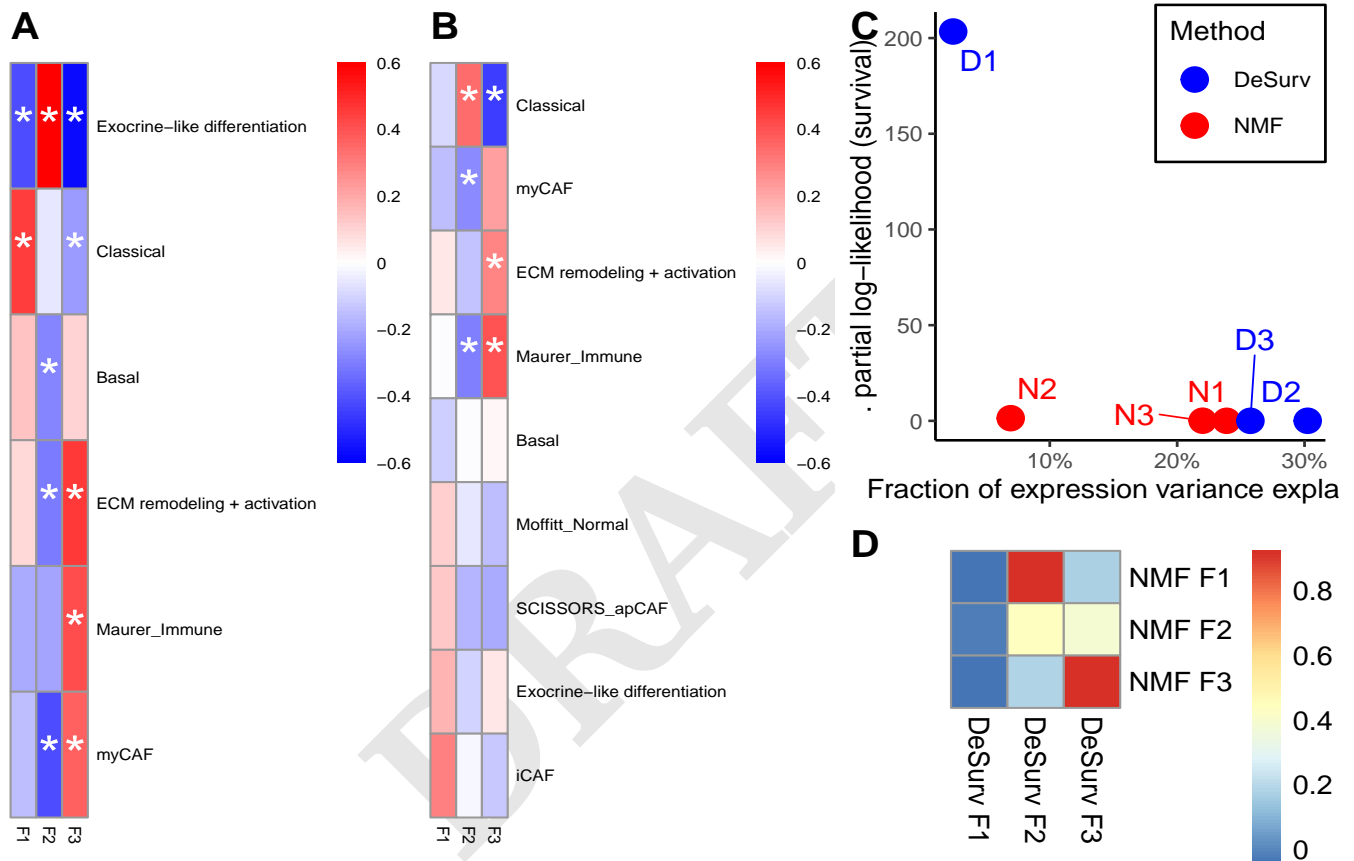 A
Exocrine−like differentiation
Classical
Basal
ECM remodeling + activation
Maurer_Immune
myCAF
F1
F2
F3
* * *
* *
*
* *
*
* *
0.6
0.4
0.2
0
−0.2
−0.4
−0.6
B
Classical
myCAF
ECM remodeling + activation
Maurer_Immune
Basal
Moffitt_Normal
SCISSORS_apCAF
Exocrine−like differentiation
iCAF
F1
F2
F3
* *
*
*
* *
0.6
0.4
0.2
0
−0.2
−0.4
−0.6
C
. partial log−likelihood (survival)
200
150
100
50
0
10%
20%
30%
Fraction of expression variance expla
D1
N2
N3
N1
D3
D2
Method
DeSurv
NMF
D
NMF F1
NMF F2
NMF F3
DeSurv F1
DeSurv F2
DeSurv F3
0.8
0.6
0.4
0.2
0
DRAFT